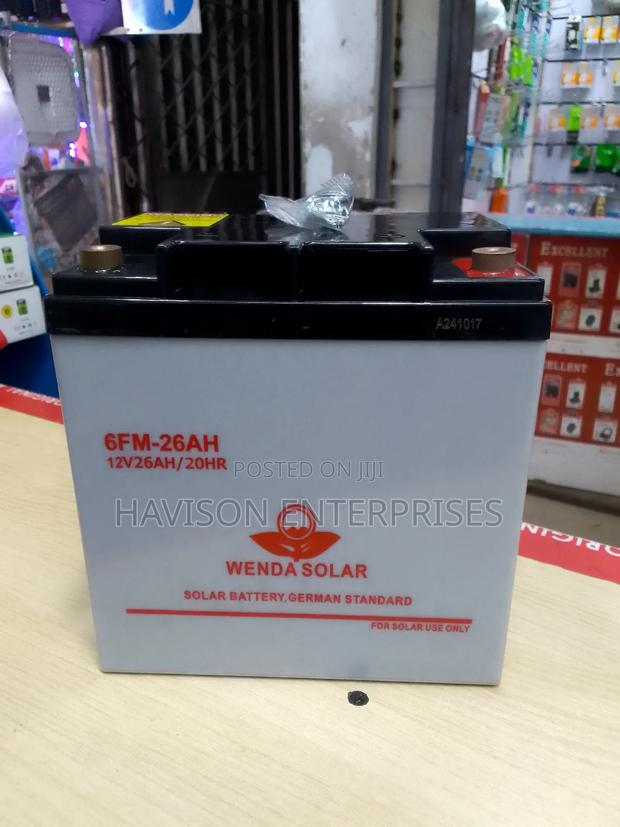 A241017
6FM-26AH
12V26AH/20HR
POSTED ON JIJI
HAVISON ENTERPRISES
WENDA SOLAR
SOLAR BATTERY,GERMAN STANDARD
FOR SOLAR USE ONLY
EXCELLENT
ORIGIN